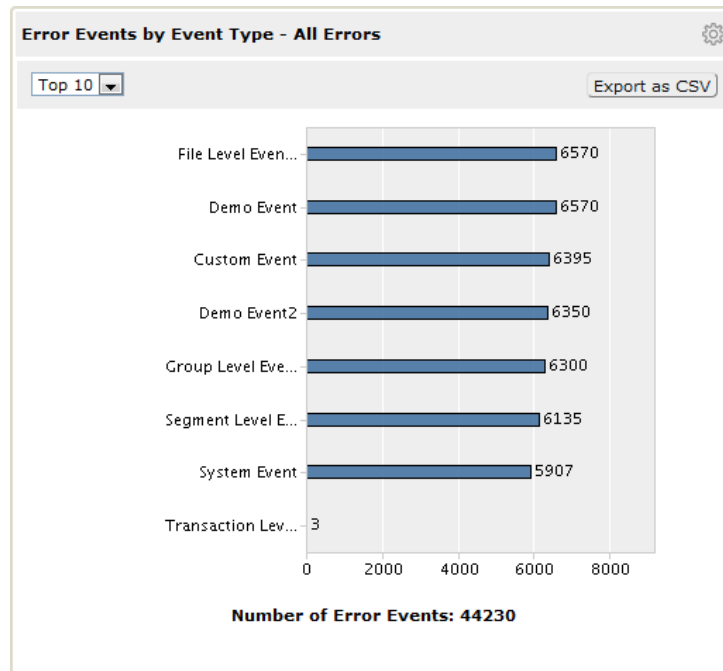 Error Events by Event Type - All Errors
Top 10
Export as CSV
File Level Even... 6570
Demo Event 6570
Custom Event 6395
Demo Event2 6350
Group Level Eve... 6300
Segment Level E... 6135
System Event 5907
Transaction Lev... 3
0 2000 4000 6000 8000
Number of Error Events: 44230